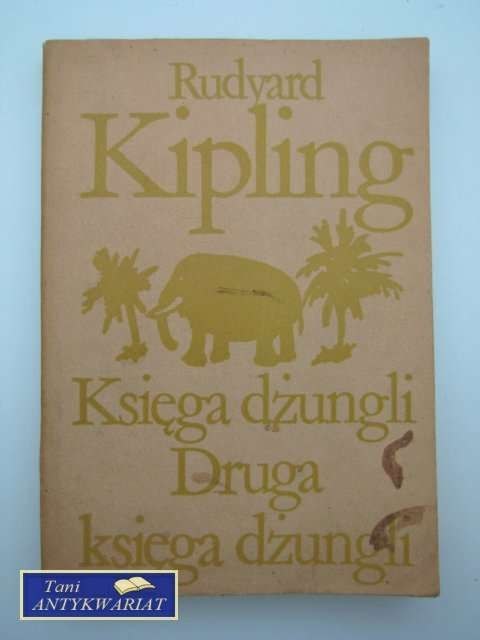 Rudyard
Kipling
Księga dżungli
Druga
księga dżungli
Tani
ANTYKWARIAT